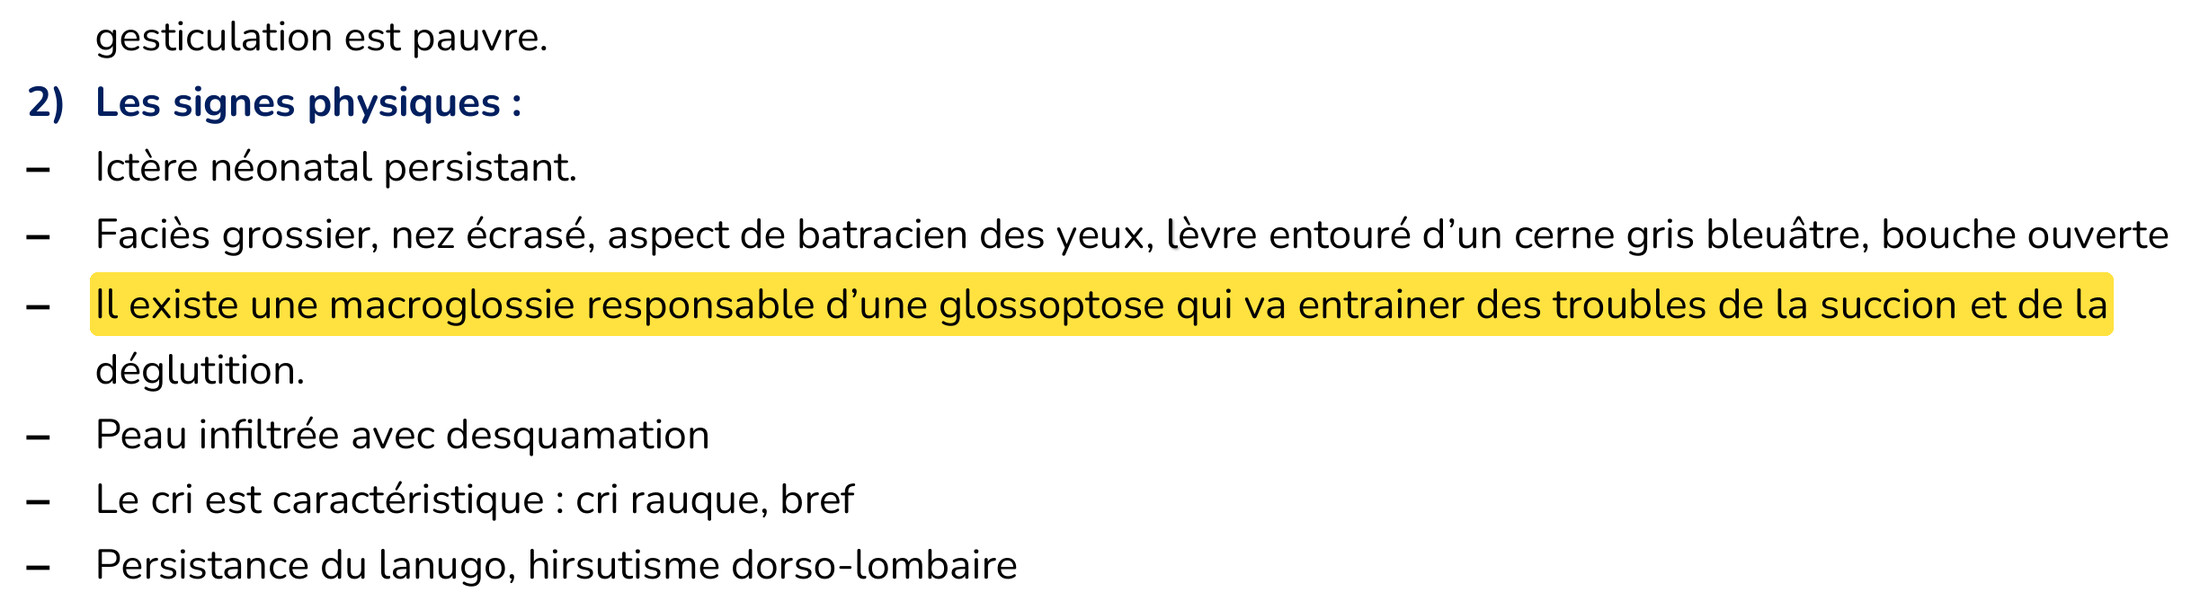 gesticulation est pauvre.
2) Les signes physiques :
– Ictère néonatal persistant.
– Faciès grossier, nez écrasé, aspect de batracien des yeux, lèvre entouré d’un cerne gris bleuâtre, bouche ouverte
– Il existe une macroglossie responsable d’une glossoptose qui va entrainer des troubles de la succion et de la
déglutition.
– Peau infiltrée avec desquamation
– Le cri est caractéristique : cri rauque, bref
– Persistance du lanugo, hirsutisme dorso-lombaire